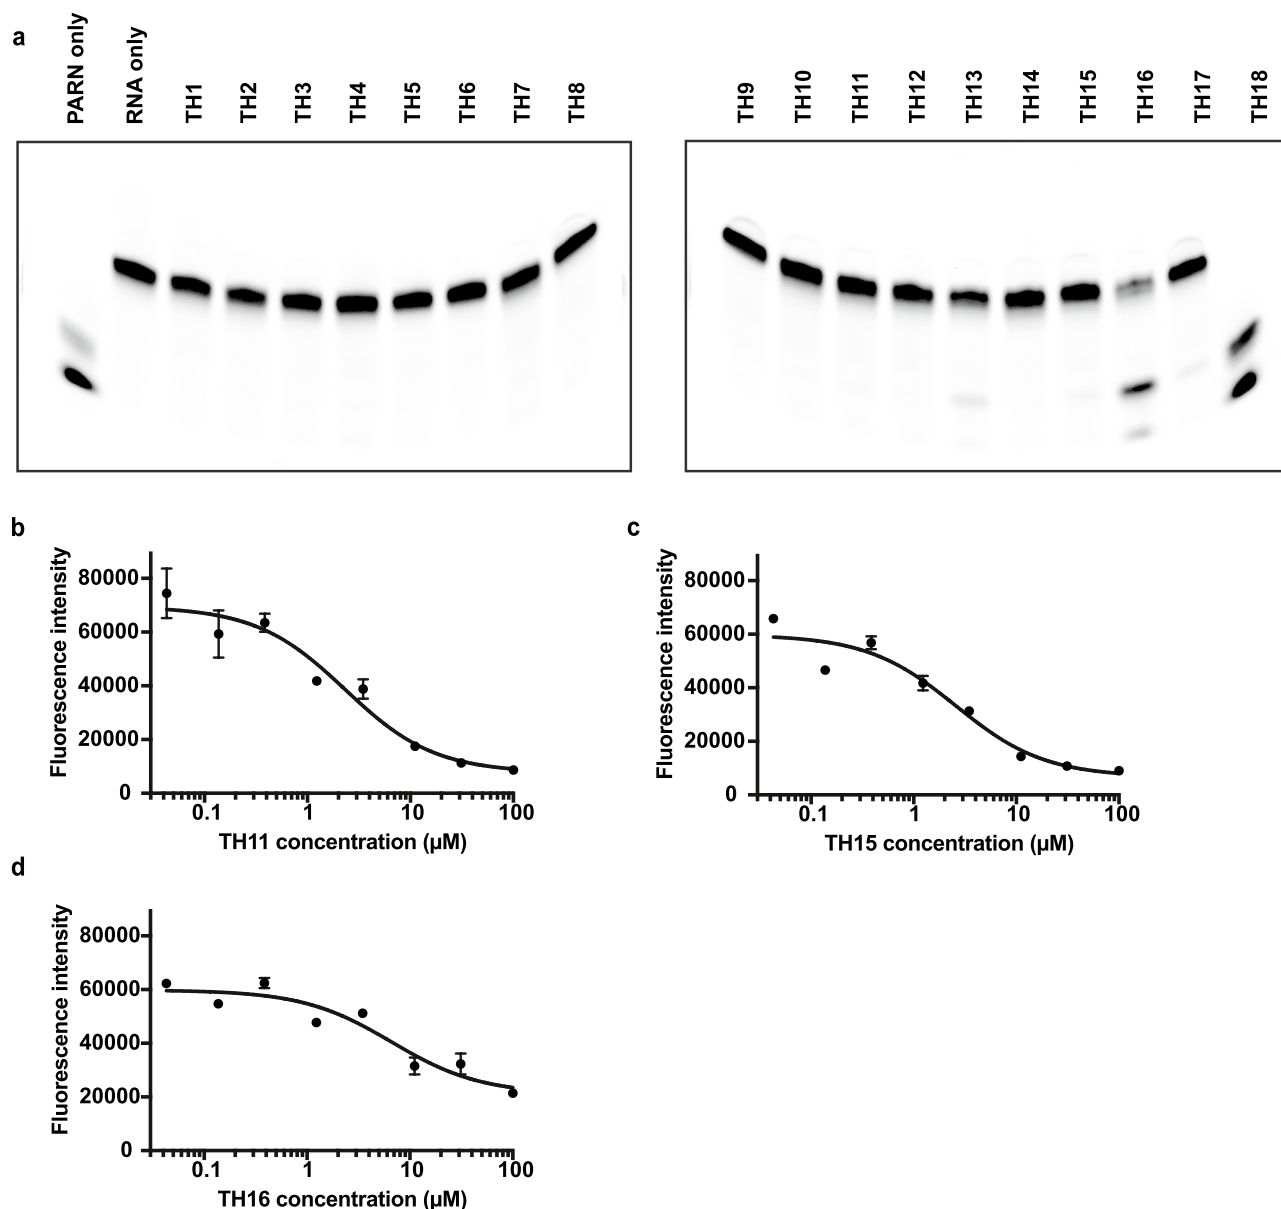 a
PARN only
RNA only
TH1
TH2
TH3
TH4
TH5
TH6
TH7
TH8
TH9
TH10
TH11
TH12
TH13
TH14
TH15
TH16
TH17
TH18
b
Fluorescence intensity
80000
60000
40000
20000
0
0.1
1
10
100
TH11 concentration (µM)
c
Fluorescence intensity
80000
60000
40000
20000
0
0.1
1
10
100
TH15 concentration (µM)
d
Fluorescence intensity
80000
60000
40000
20000
0
0.1
1
10
100
TH16 concentration (µM)